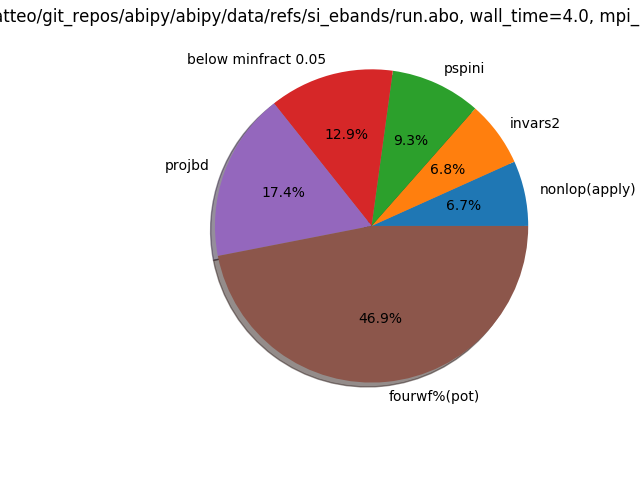 atteo/git_repos/abipy/abipy/data/refs/si_ebands/run.abo, wall_time=4.0, mpi_
below minfract 0.05
pspini
invars2
nonlop(apply)
projbd
fourwf%(pot)
12.9%
9.3%
6.8%
6.7%
17.4%
46.9%